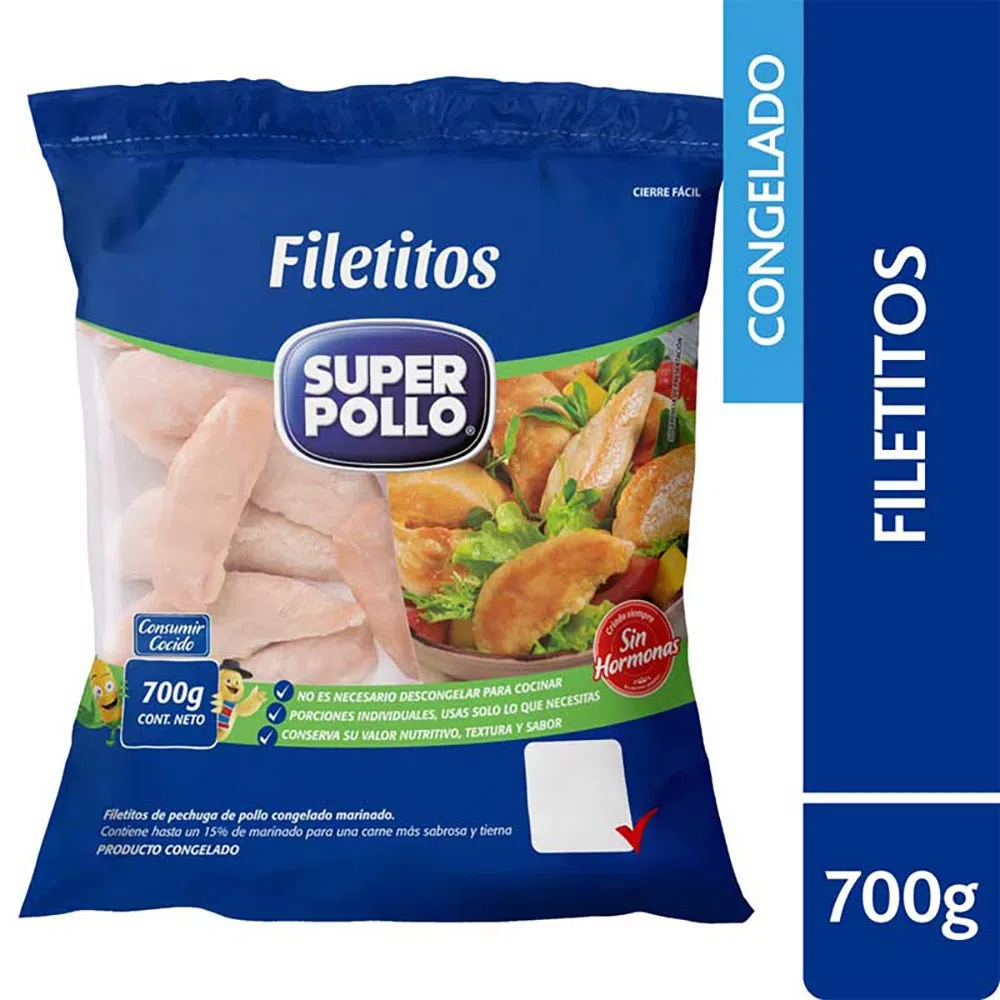 CIERRE FÁCIL
Filetitos
SUPER
POLLO®
Consumir
Cocido
700g
CONT. NETO
Criado siempre
Sin
Hormonas
NO ES NECESARIO DESCONGELAR PARA COCINAR
PORCIONES INDIVIDUALES, USAS SOLO LO QUE NECESITAS
CONSERVA SU VALOR NUTRITIVO, TEXTURA Y SABOR
Filetitos de pechuga de pollo congelado marinado.
Contiene hasta un 15% de marinado para una carne más sabrosa y tierna
PRODUCTO CONGELADO
CONGELADO
FILETITOS
700g